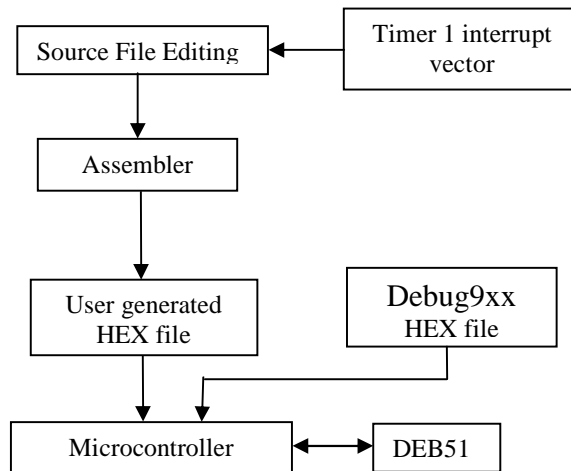 Source File Editing
Timer 1 interrupt
vector
Assembler
User generated
HEX file
Debug9xx
HEX file
Microcontroller
DEB51